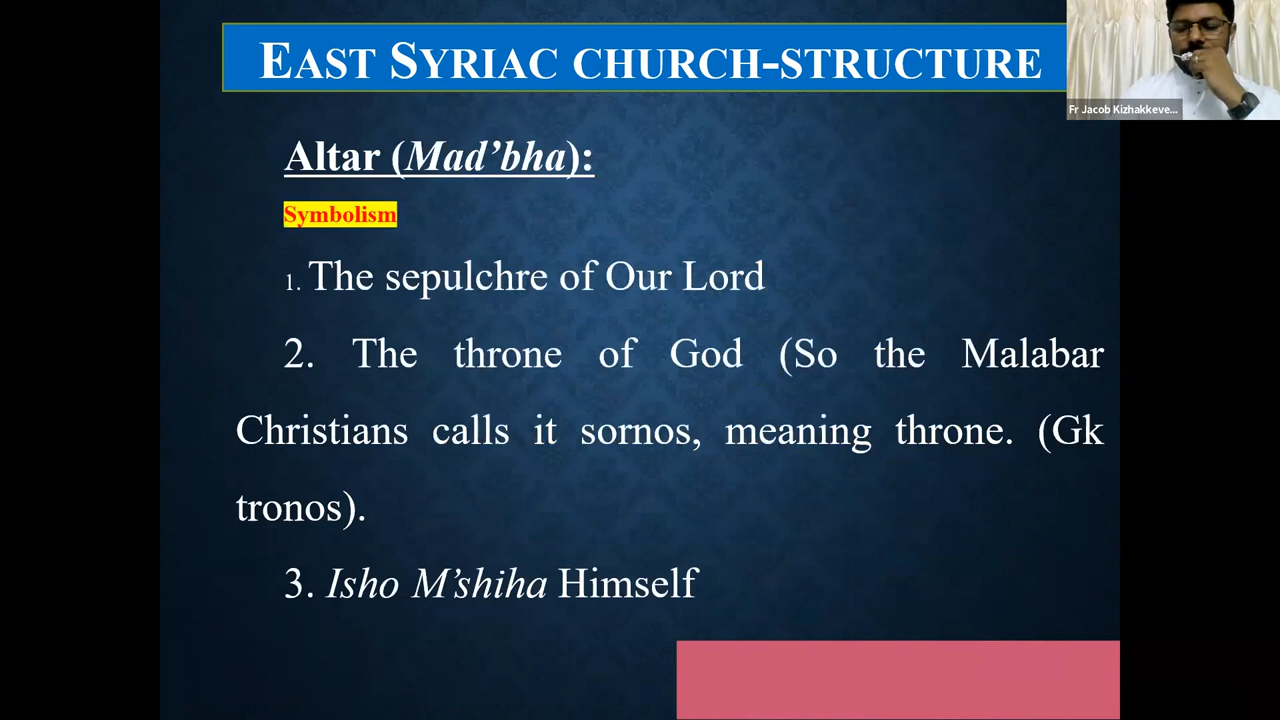 EAST SYRIAC CHURCH-STRUCTURE
Fr Jacob Kizhakkeve...
Altar (Mad’bha):
Symbolism
1. The sepulchre of Our Lord
2. The throne of God (So the Malabar
Christians calls it sornos, meaning throne. (Gk
tronos).
3. Isho M’shiha Himself